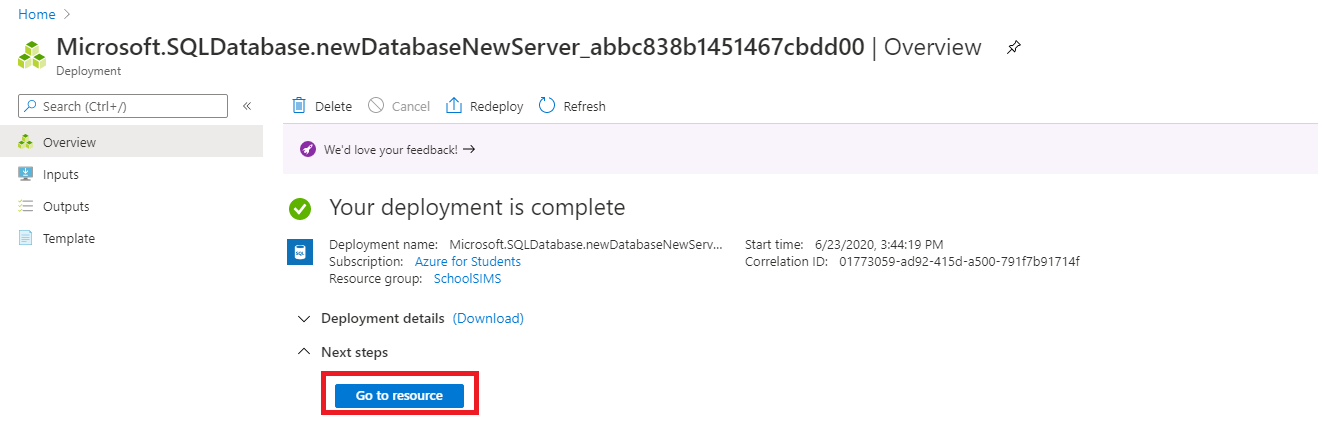 Home >
Microsoft.SQLDatabase.newDatabaseNewServer_abbc838b1451467cbdd00 | Overview
Deployment
Search (Ctrl+/) «
Delete Cancel Redeploy Refresh
Overview
We'd love your feedback! →
Inputs
Outputs
Template
Your deployment is complete
Deployment name: Microsoft.SQLDatabase.newDatabaseNewServ... Start time: 6/23/2020, 3:44:19 PM
SQL
Subscription: Azure for Students Correlation ID: 01773059-ad92-415d-a500-791f7b91714f
Resource group: SchoolSIMS
Deployment details (Download)
Next steps
Go to resource